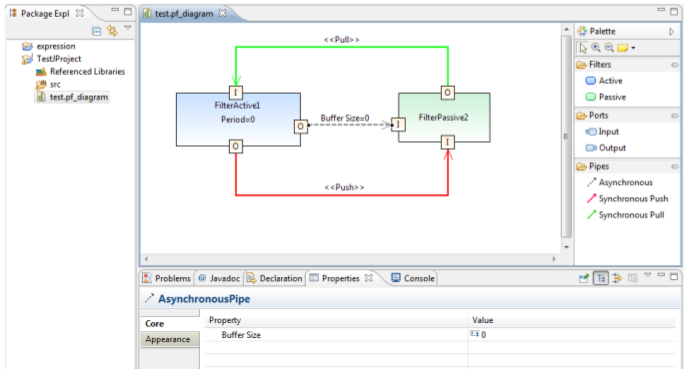 Package Expl
expression
TestJProject
Referenced Libraries
src
test.pf_diagram
test.pf_diagram
<<Pull>>
I
O
FilterActive1
Period=0
O
Buffer Size=0
I
FilterPassive2
O
I
<<Push>>
Palette
Filters
Active
Passive
Ports
Input
Output
Pipes
Asynchronous
Synchronous Push
Synchronous Pull
Problems
@ Javadoc
Declaration
Properties
Console
AsynchronousPipe
Core
Appearance
Property
Value
Buffer Size
0